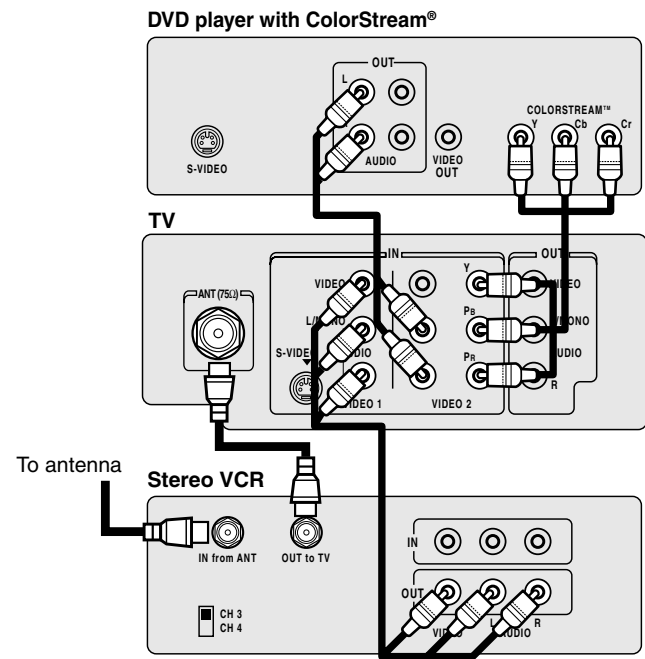 DVD player with ColorStream®
OUT
L
COLORSTREAM™
Y Cb Cr
S-VIDEO
AUDIO
VIDEO
OUT
TV
IN
OUT
ANT (75Ω)
VIDEO
Y
L/MONO
PB
S-VIDEO
PR
R
VIDEO 2
To antenna
Stereo VCR
IN from ANT
OUT to TV
IN
OUT
L
R
CH 3
CH 4